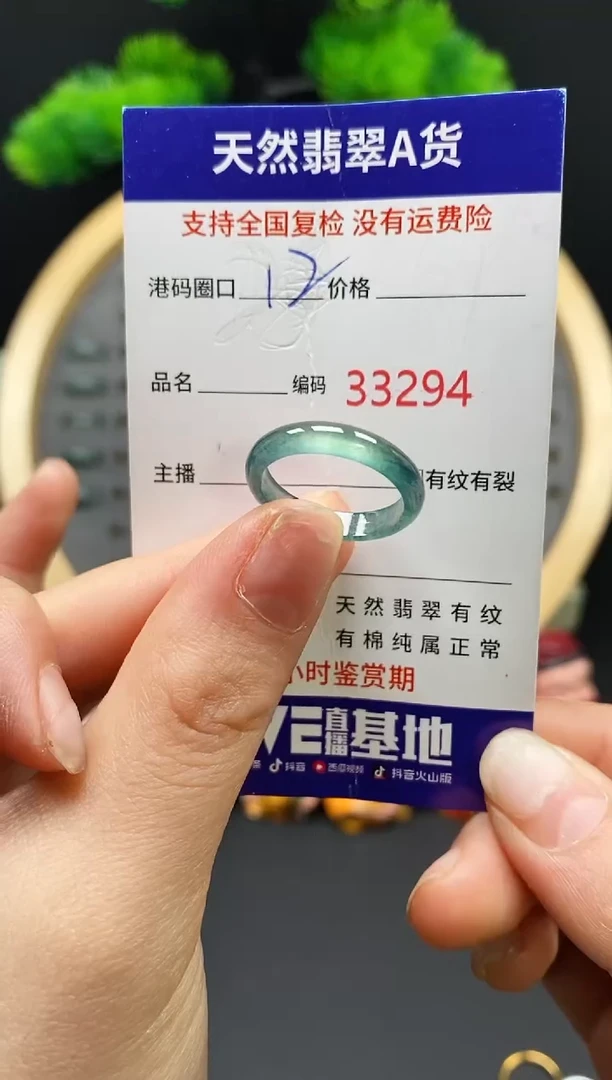 天然翡翠A货
支持全国复检 没有运费险
港码圈口 12 价格
品名 编码 33294
主播 有纹有裂
天然翡翠有纹
有棉纯属正常
小时鉴赏期
VE直播基地
抖音 西瓜视频 抖音火山版